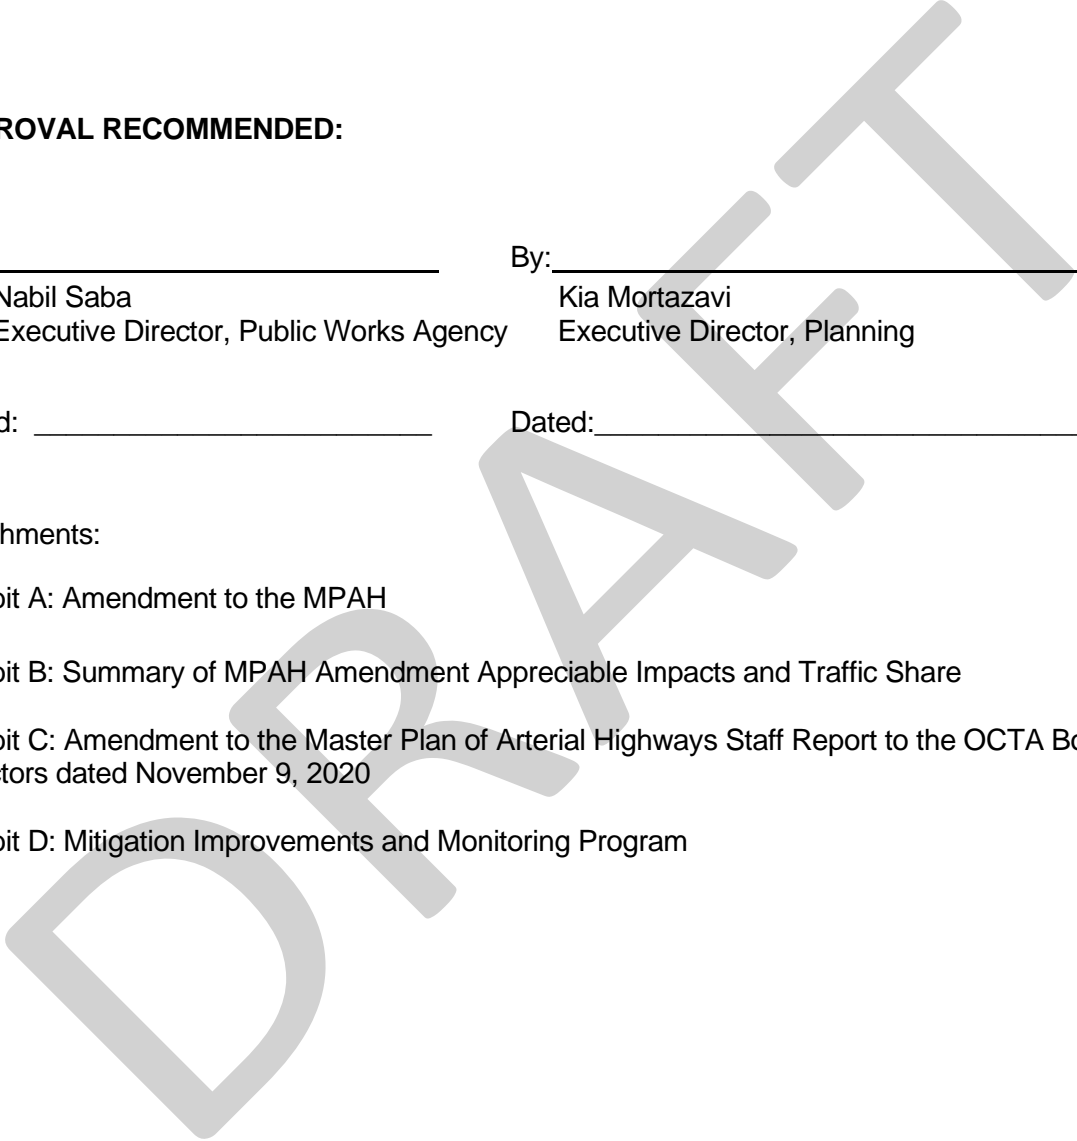 ROVAL RECOMMENDED:
By:
Nabil Saba Kia Mortazavi
Executive Director, Public Works Agency Executive Director, Planning
d: Dated:
hments:
bit A: Amendment to the MPAH
bit B: Summary of MPAH Amendment Appreciable Impacts and Traffic Share
bit C: Amendment to the Master Plan of Arterial Highways Staff Report to the OCTA Bo
ctors dated November 9, 2020
bit D: Mitigation Improvements and Monitoring Program
DRAFT